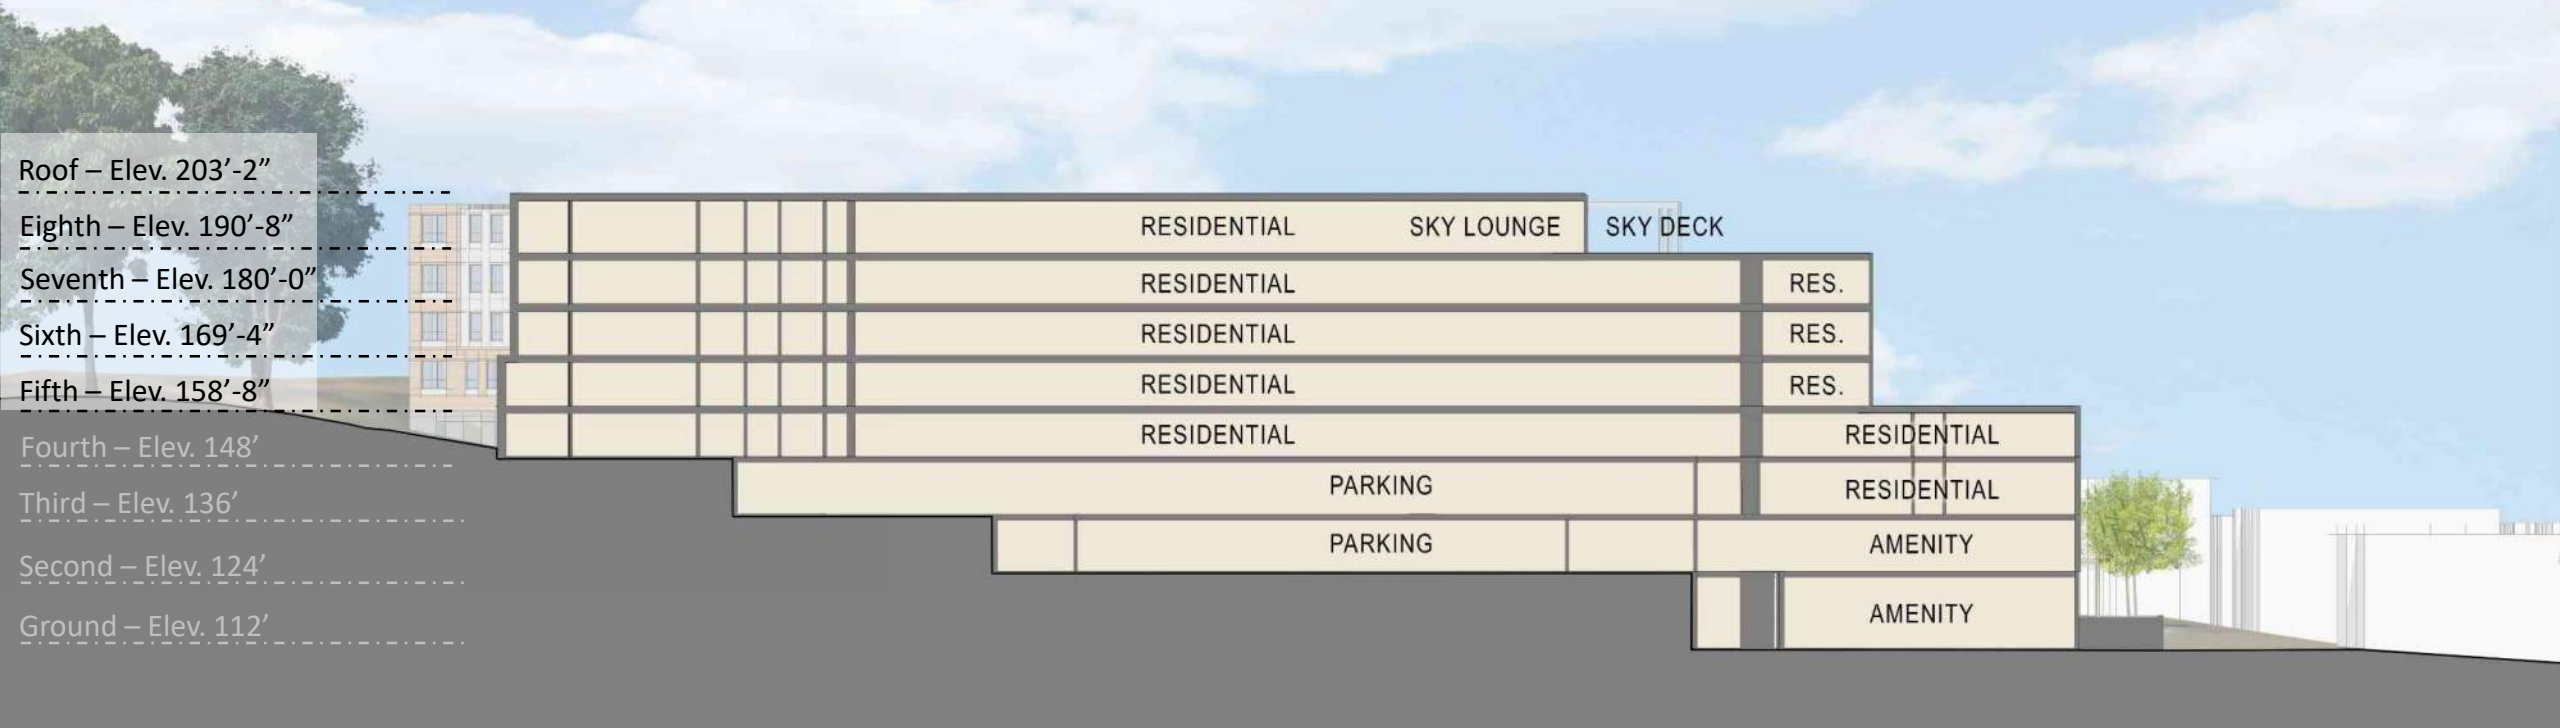 Roof – Elev. 203’-2”
Eighth – Elev. 190’-8”
RESIDENTIAL SKY LOUNGE SKY DECK
Seventh – Elev. 180’-0”
RESIDENTIAL RES.
Sixth – Elev. 169’-4”
RESIDENTIAL RES.
Fifth – Elev. 158’-8”
RESIDENTIAL RES.
Fourth – Elev. 148’
RESIDENTIAL RESIDENTIAL
Third – Elev. 136’
PARKING RESIDENTIAL
Second – Elev. 124’
PARKING AMENITY
Ground – Elev. 112’
AMENITY